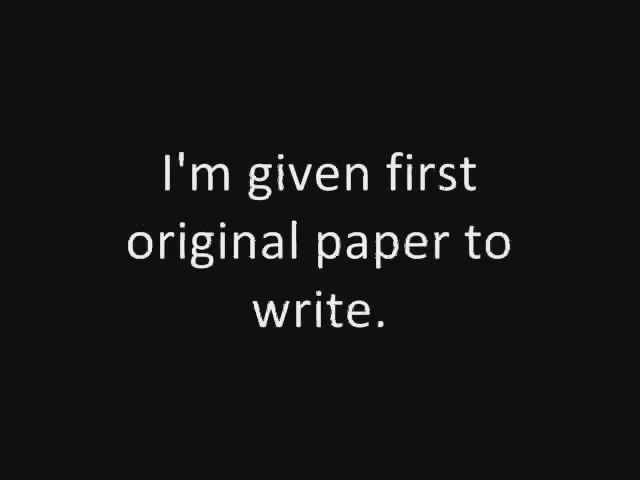 I'm given first
original paper to
write.